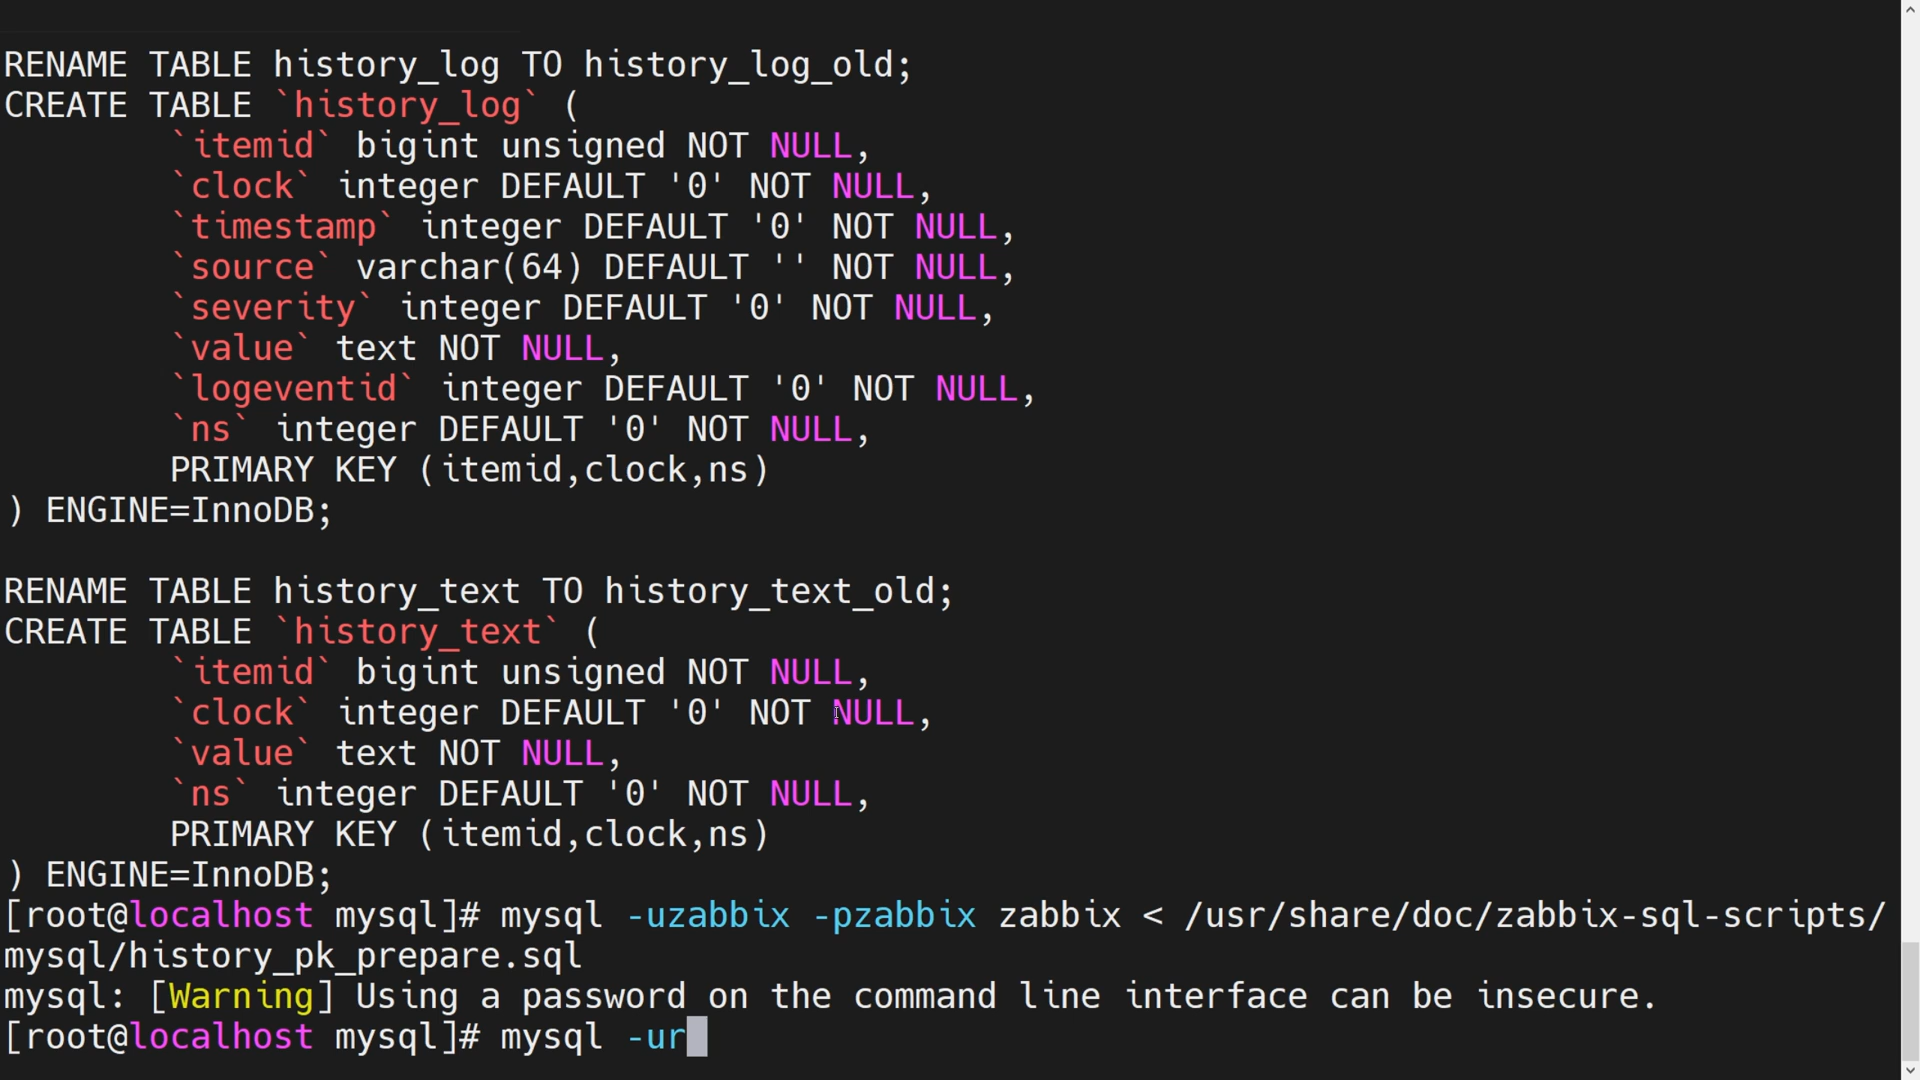 RENAME TABLE history_log TO history_log_old;
CREATE TABLE `history_log` (
        `itemid` bigint unsigned NOT NULL,
        `clock` integer DEFAULT '0' NOT NULL,
        `timestamp` integer DEFAULT '0' NOT NULL,
        `source` varchar(64) DEFAULT '' NOT NULL,
        `severity` integer DEFAULT '0' NOT NULL,
        `value` text NOT NULL,
        `logeventid` integer DEFAULT '0' NOT NULL,
        `ns` integer DEFAULT '0' NOT NULL,
        PRIMARY KEY (itemid,clock,ns)
) ENGINE=InnoDB;

RENAME TABLE history_text TO history_text_old;
CREATE TABLE `history_text` (
        `itemid` bigint unsigned NOT NULL,
        `clock` integer DEFAULT '0' NOT NULL,
        `value` text NOT NULL,
        `ns` integer DEFAULT '0' NOT NULL,
        PRIMARY KEY (itemid,clock,ns)
) ENGINE=InnoDB;
[root@localhost mysql]# mysql -uzabbix -pzabbix zabbix < /usr/share/doc/zabbix-sql-scripts/
mysql/history_pk_prepare.sql
mysql: [Warning] Using a password on the command line interface can be insecure.
[root@localhost mysql]# mysql -ur